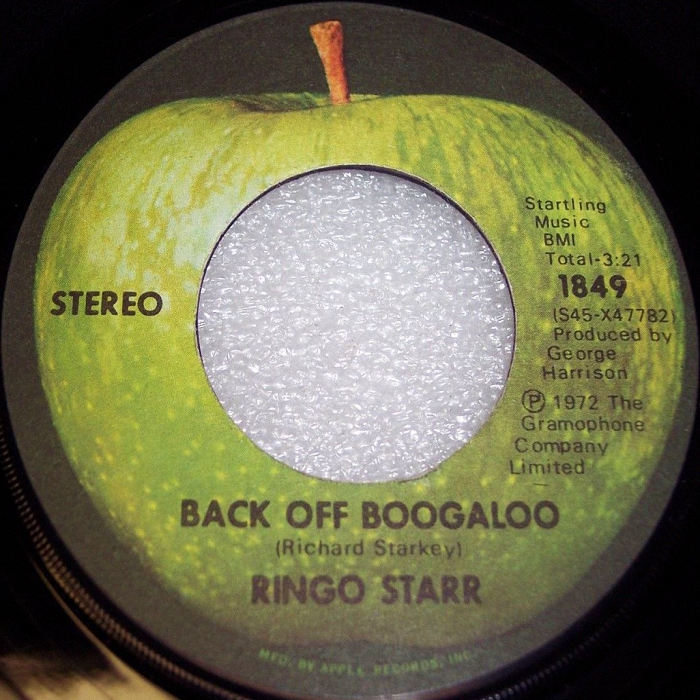 STEREO
Startling
Music
BMI
Total-3:21
1849
(S45-X47782)
Produced by
George
Harrison
Ⓟ 1972 The
Gramophone
Company
Limited
BACK OFF BOOGALOO
(Richard Starkey)
RINGO STARR
MFD. BY APPLE RECORDS, INC.